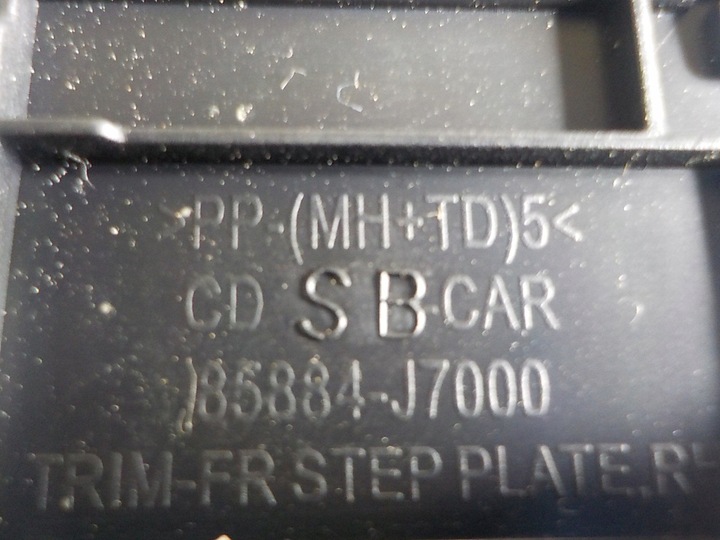 >PP-(MH+TD)5<
CD SB CAR
85884-J7000
TRIM-FR STEP PLATE,RH